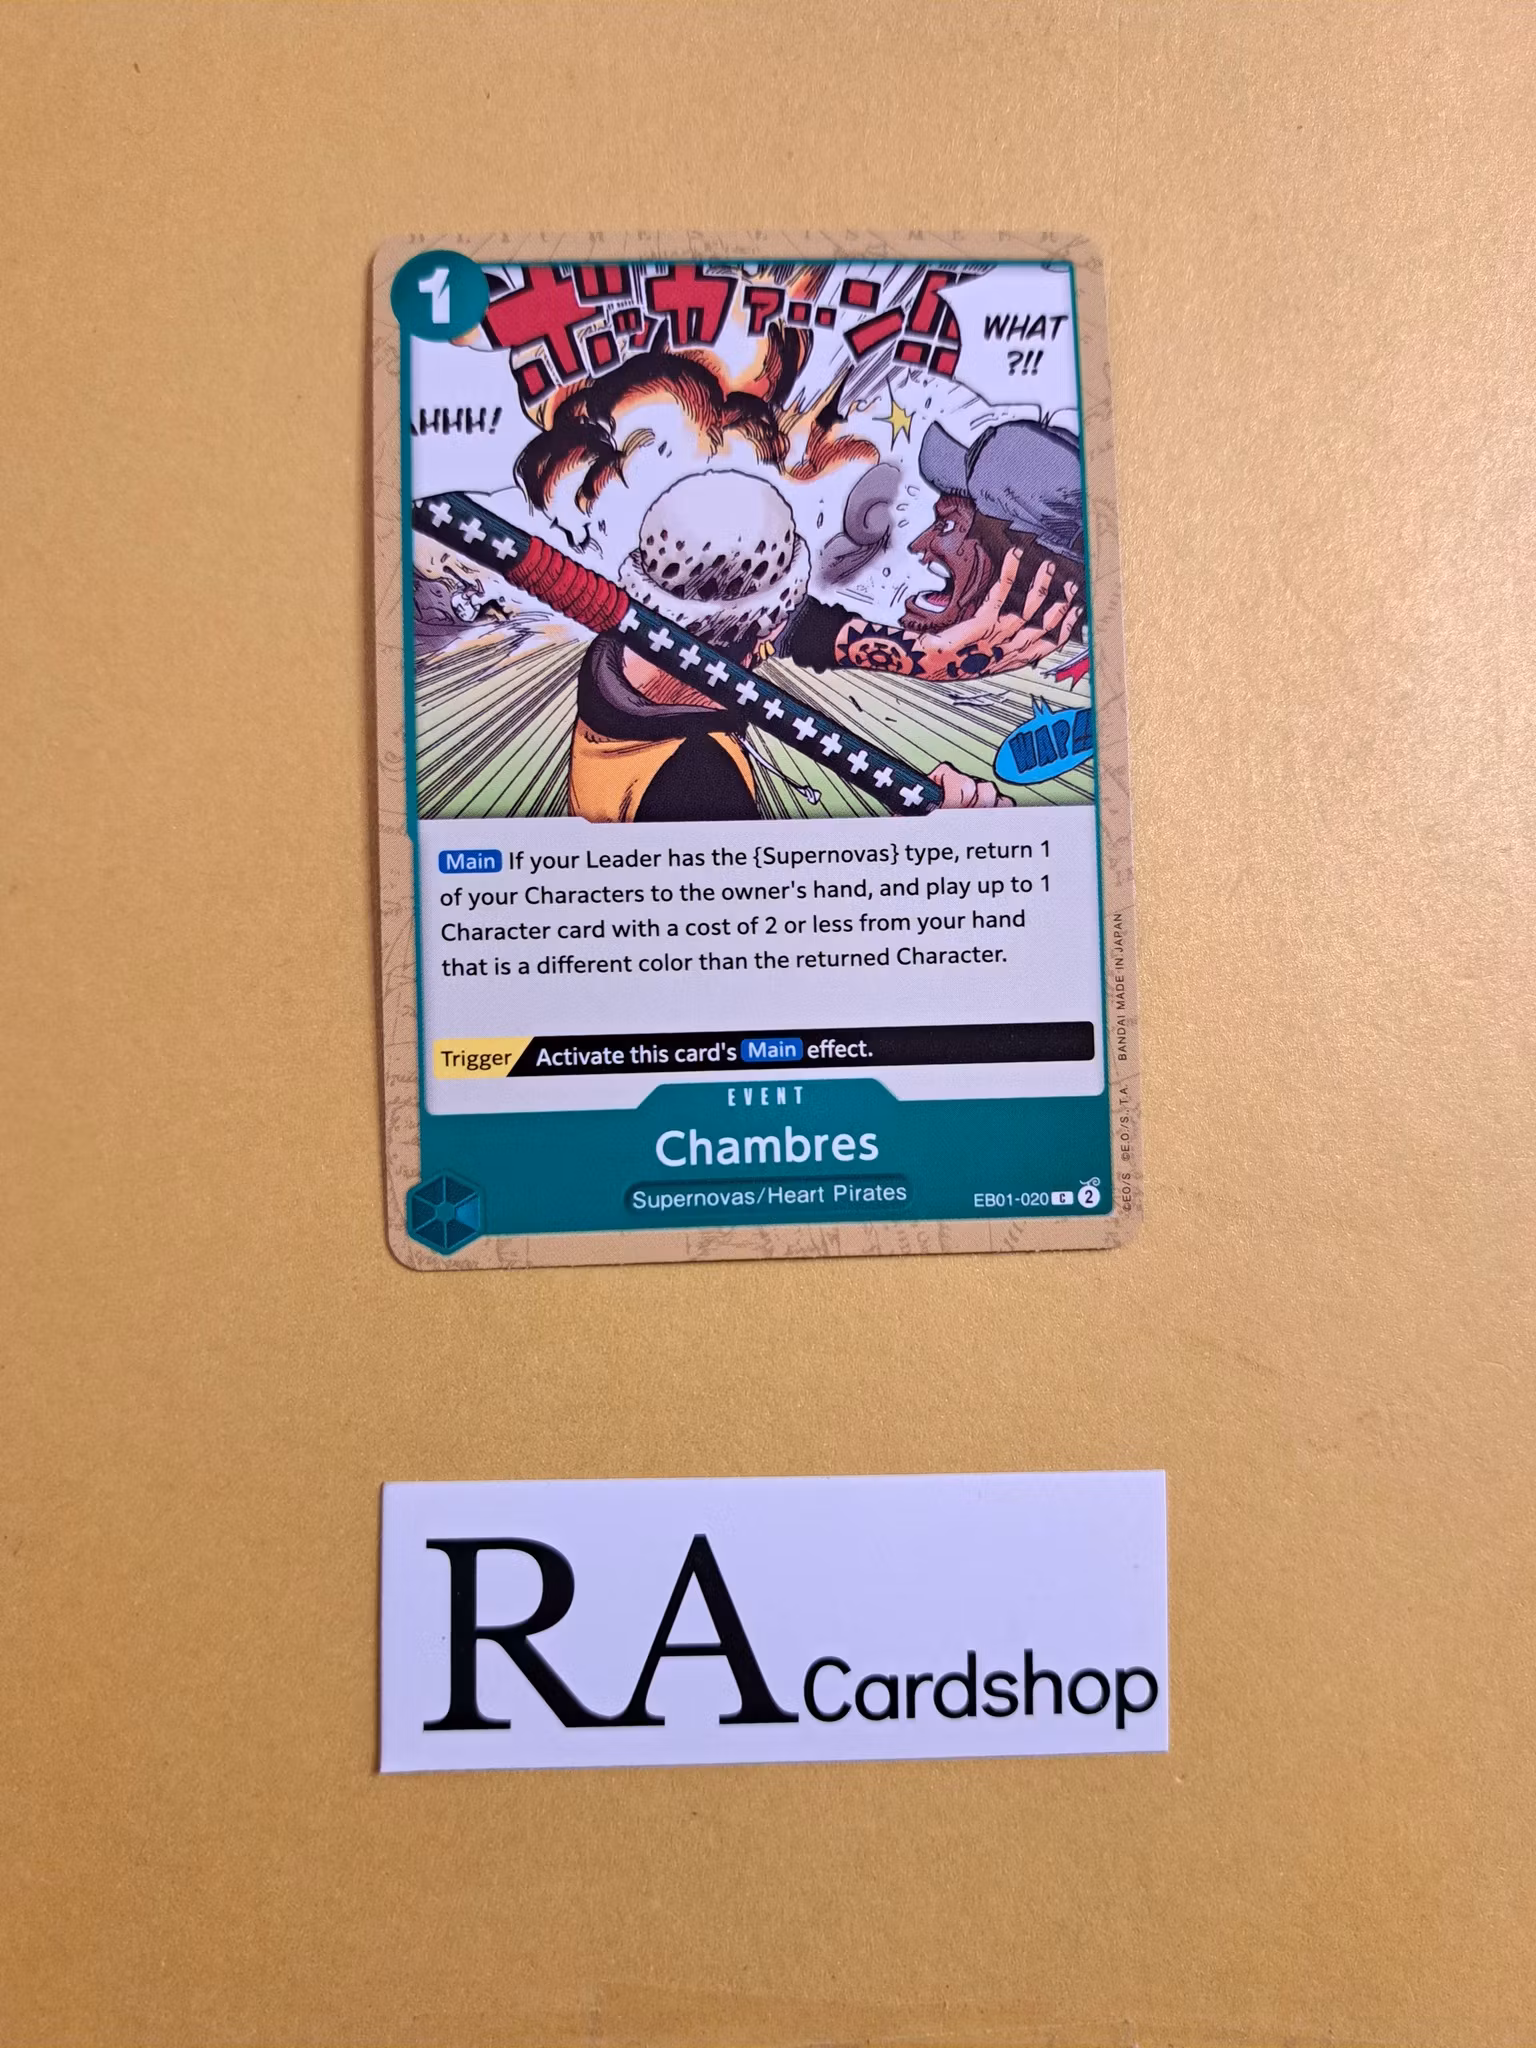 1
ボッカァ…ン!!
WHAT
?!!
AHHH!
WAP!!
Main If your Leader has the {Supernovas} type, return 1
of your Characters to the owner's hand, and play up to 1
Character card with a cost of 2 or less from your hand
that is a different color than the returned Character.
Trigger Activate this card's Main effect.
EVENT
Chambres
Supernovas/Heart Pirates
EB01-020 C 2
©EO/S ©E.O./S., T.A. BANDAI MADE IN JAPAN
RA Cardshop